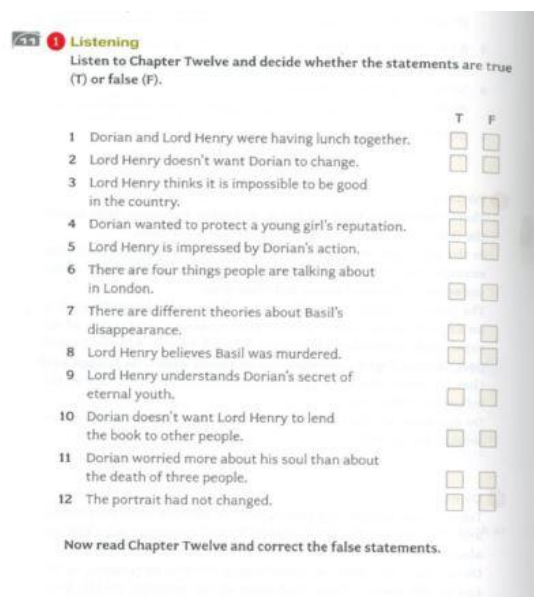 11 1 Listening
Listen to Chapter Twelve and decide whether the statements are true
(T) or false (F).
T F
1 Dorian and Lord Henry were having lunch together.
2 Lord Henry doesn't want Dorian to change.
3 Lord Henry thinks it is impossible to be good
in the country.
4 Dorian wanted to protect a young girl's reputation.
5 Lord Henry is impressed by Dorian's action.
6 There are four things people are talking about
in London.
7 There are different theories about Basil's
disappearance.
8 Lord Henry believes Basil was murdered.
9 Lord Henry understands Dorian's secret of
eternal youth.
10 Dorian doesn't want Lord Henry to lend
the book to other people.
11 Dorian worried more about his soul than about
the death of three people.
12 The portrait had not changed.
Now read Chapter Twelve and correct the false statements.